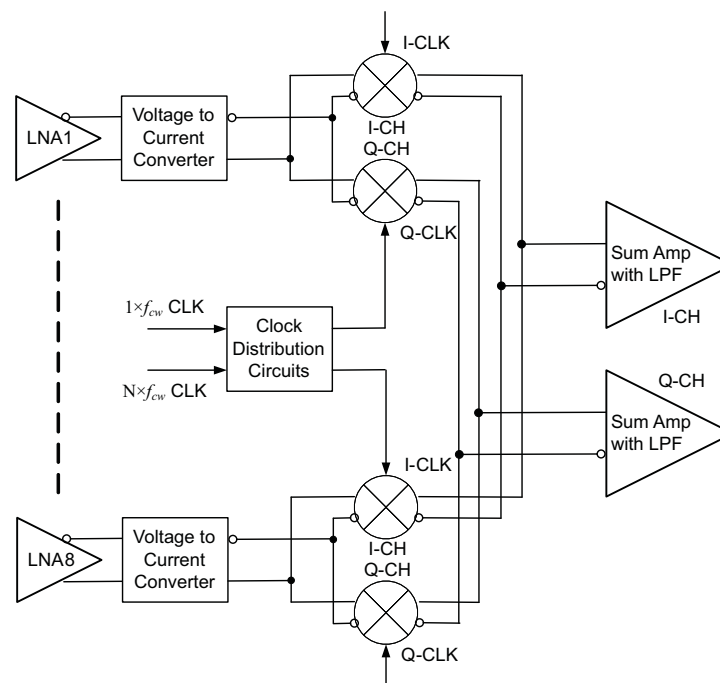 I-CLK
LNA1
Voltage to
Current
Converter
I-CH
Q-CH
Q-CLK
Sum Amp
with LPF
I-CH
1×fcw CLK
N×fcw CLK
Clock
Distribution
Circuits
Q-CH
Sum Amp
with LPF
I-CLK
LNA8
Voltage to
Current
Converter
I-CH
Q-CH
Q-CLK